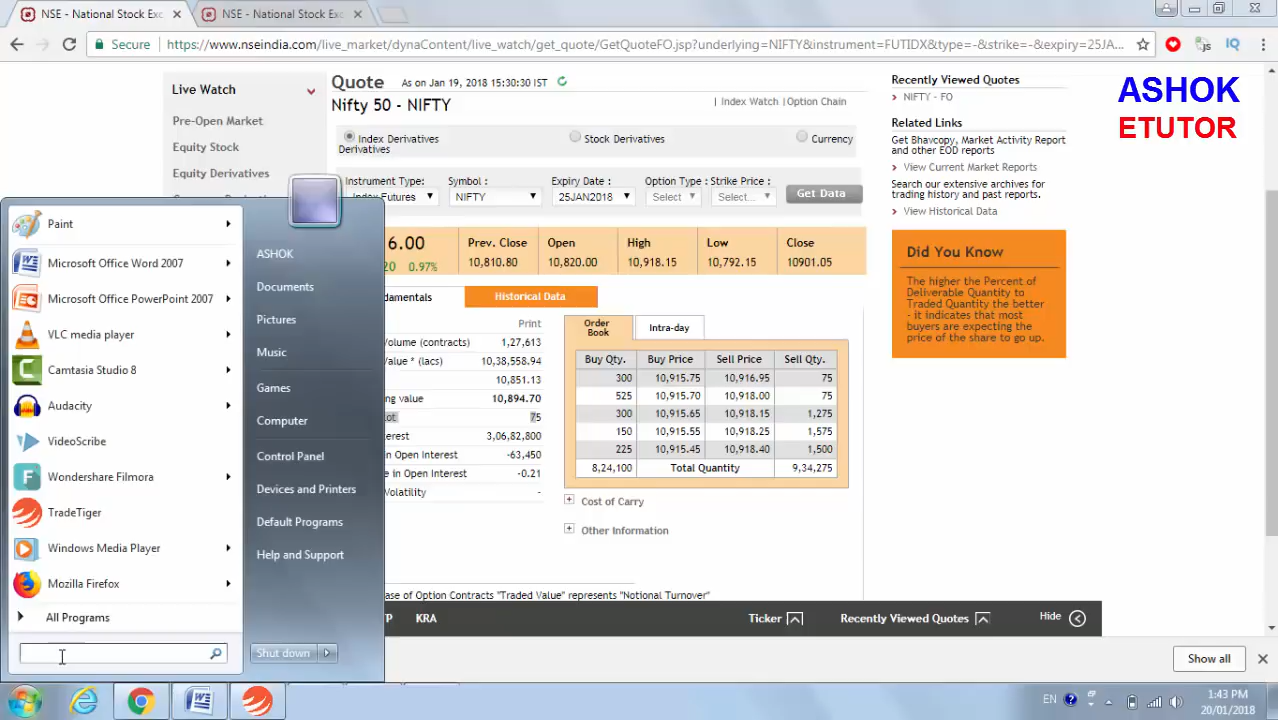 NSE - National Stock Exc
NSE - National Stock Exc
Secure
https://www.nseindia.com/live_market/dynaContent/live_watch/get_quote/GetQuoteFO.jsp?underlying=NIFTY&instrument=FUTIDX&type=-&strike=-&expiry=25JA...
Live Watch
Pre-Open Market
Equity Stock
Equity Derivatives
Quote As on Jan 19, 2018 15:30:30 IST
Nifty 50 - NIFTY
| Index Watch | Option Chain
Index Derivatives Stock Derivatives Currency
Derivatives
Instrument Type: Symbol : Expiry Date : Option Type : Strike Price :
Index Futures NIFTY 25JAN2018 Select Select... Get Data
6.00 Prev. Close Open High Low Close
20 0.97% 10,810.80 10,820.00 10,918.15 10,792.15 10901.05
damentals Historical Data
Print
olume (contracts) 1,27,613
alue * (lacs) 10,38,558.94
10,851.13
ng value 10,894.70
ot 75
erest 3,06,82,800
in Open Interest -63,450
e in Open Interest -0.21
Volatility -
Order Book Intra-day
Buy Qty. Buy Price Sell Price Sell Qty.
300 10,915.75 10,916.95 75
525 10,915.70 10,918.00 75
300 10,915.65 10,918.15 1,275
150 10,915.55 10,918.25 1,575
225 10,915.45 10,918.40 1,500
8,24,100 Total Quantity 9,34,275
+ Cost of Carry
+ Other Information
ase of Option Contracts "Traded Value" represents "Notional Turnover"
Recently Viewed Quotes
NIFTY - FO
Related Links
Get Bhavcopy, Market Activity Report
and other EOD reports
View Current Market Reports
Search our extensive archives for
trading history and past reports.
View Historical Data
Did You Know
The higher the Percent of
Deliverable Quantity to
Traded Quantity the better
- it indicates that most
buyers are expecting the
price of the share to go up.
ASHOK
ETUTOR
Paint
Microsoft Office Word 2007
Microsoft Office PowerPoint 2007
VLC media player
Camtasia Studio 8
Audacity
VideoScribe
Wondershare Filmora
TradeTiger
Windows Media Player
Mozilla Firefox
All Programs
ASHOK
Documents
Pictures
Music
Games
Computer
Control Panel
Devices and Printers
Default Programs
Help and Support
Shut down
KRA Ticker Recently Viewed Quotes Hide
Show all
EN
1:43 PM
20/01/2018